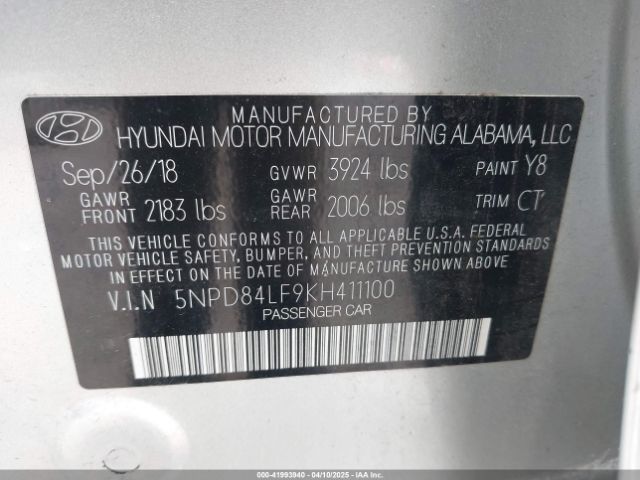 MANUFACTURED BY
HYUNDAI MOTOR MANUFACTURING ALABAMA, LLC
Sep/26/18 GVWR 3924 lbs PAINT Y8
GAWR FRONT 2183 lbs GAWR REAR 2006 lbs TRIM CT
THIS VEHICLE CONFORMS TO ALL APPLICABLE U.S.A. FEDERAL
MOTOR VEHICLE SAFETY, BUMPER, AND THEFT PREVENTION STANDARDS
IN EFFECT ON THE DATE OF MANUFACTURE SHOWN ABOVE.
V.I.N 5NPD84LF9KH411100
PASSENGER CAR
000-41993940 - 04/10/2025 - IAAI.COM